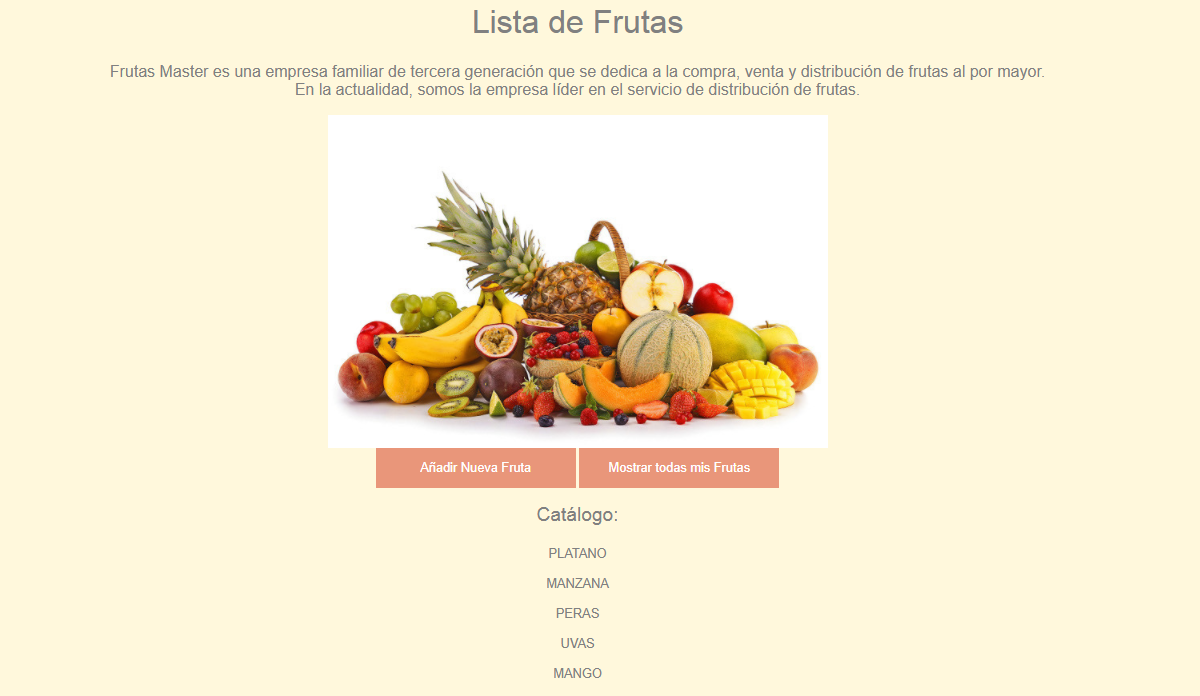 Lista de Frutas
Frutas Master es una empresa familiar de tercera generación que se dedica a la compra, venta y distribución de frutas al por mayor.
En la actualidad, somos la empresa líder en el servicio de distribución de frutas.
Añadir Nueva Fruta
Mostrar todas mis Frutas
Catálogo:
PLATANO
MANZANA
PERAS
UVAS
MANGO